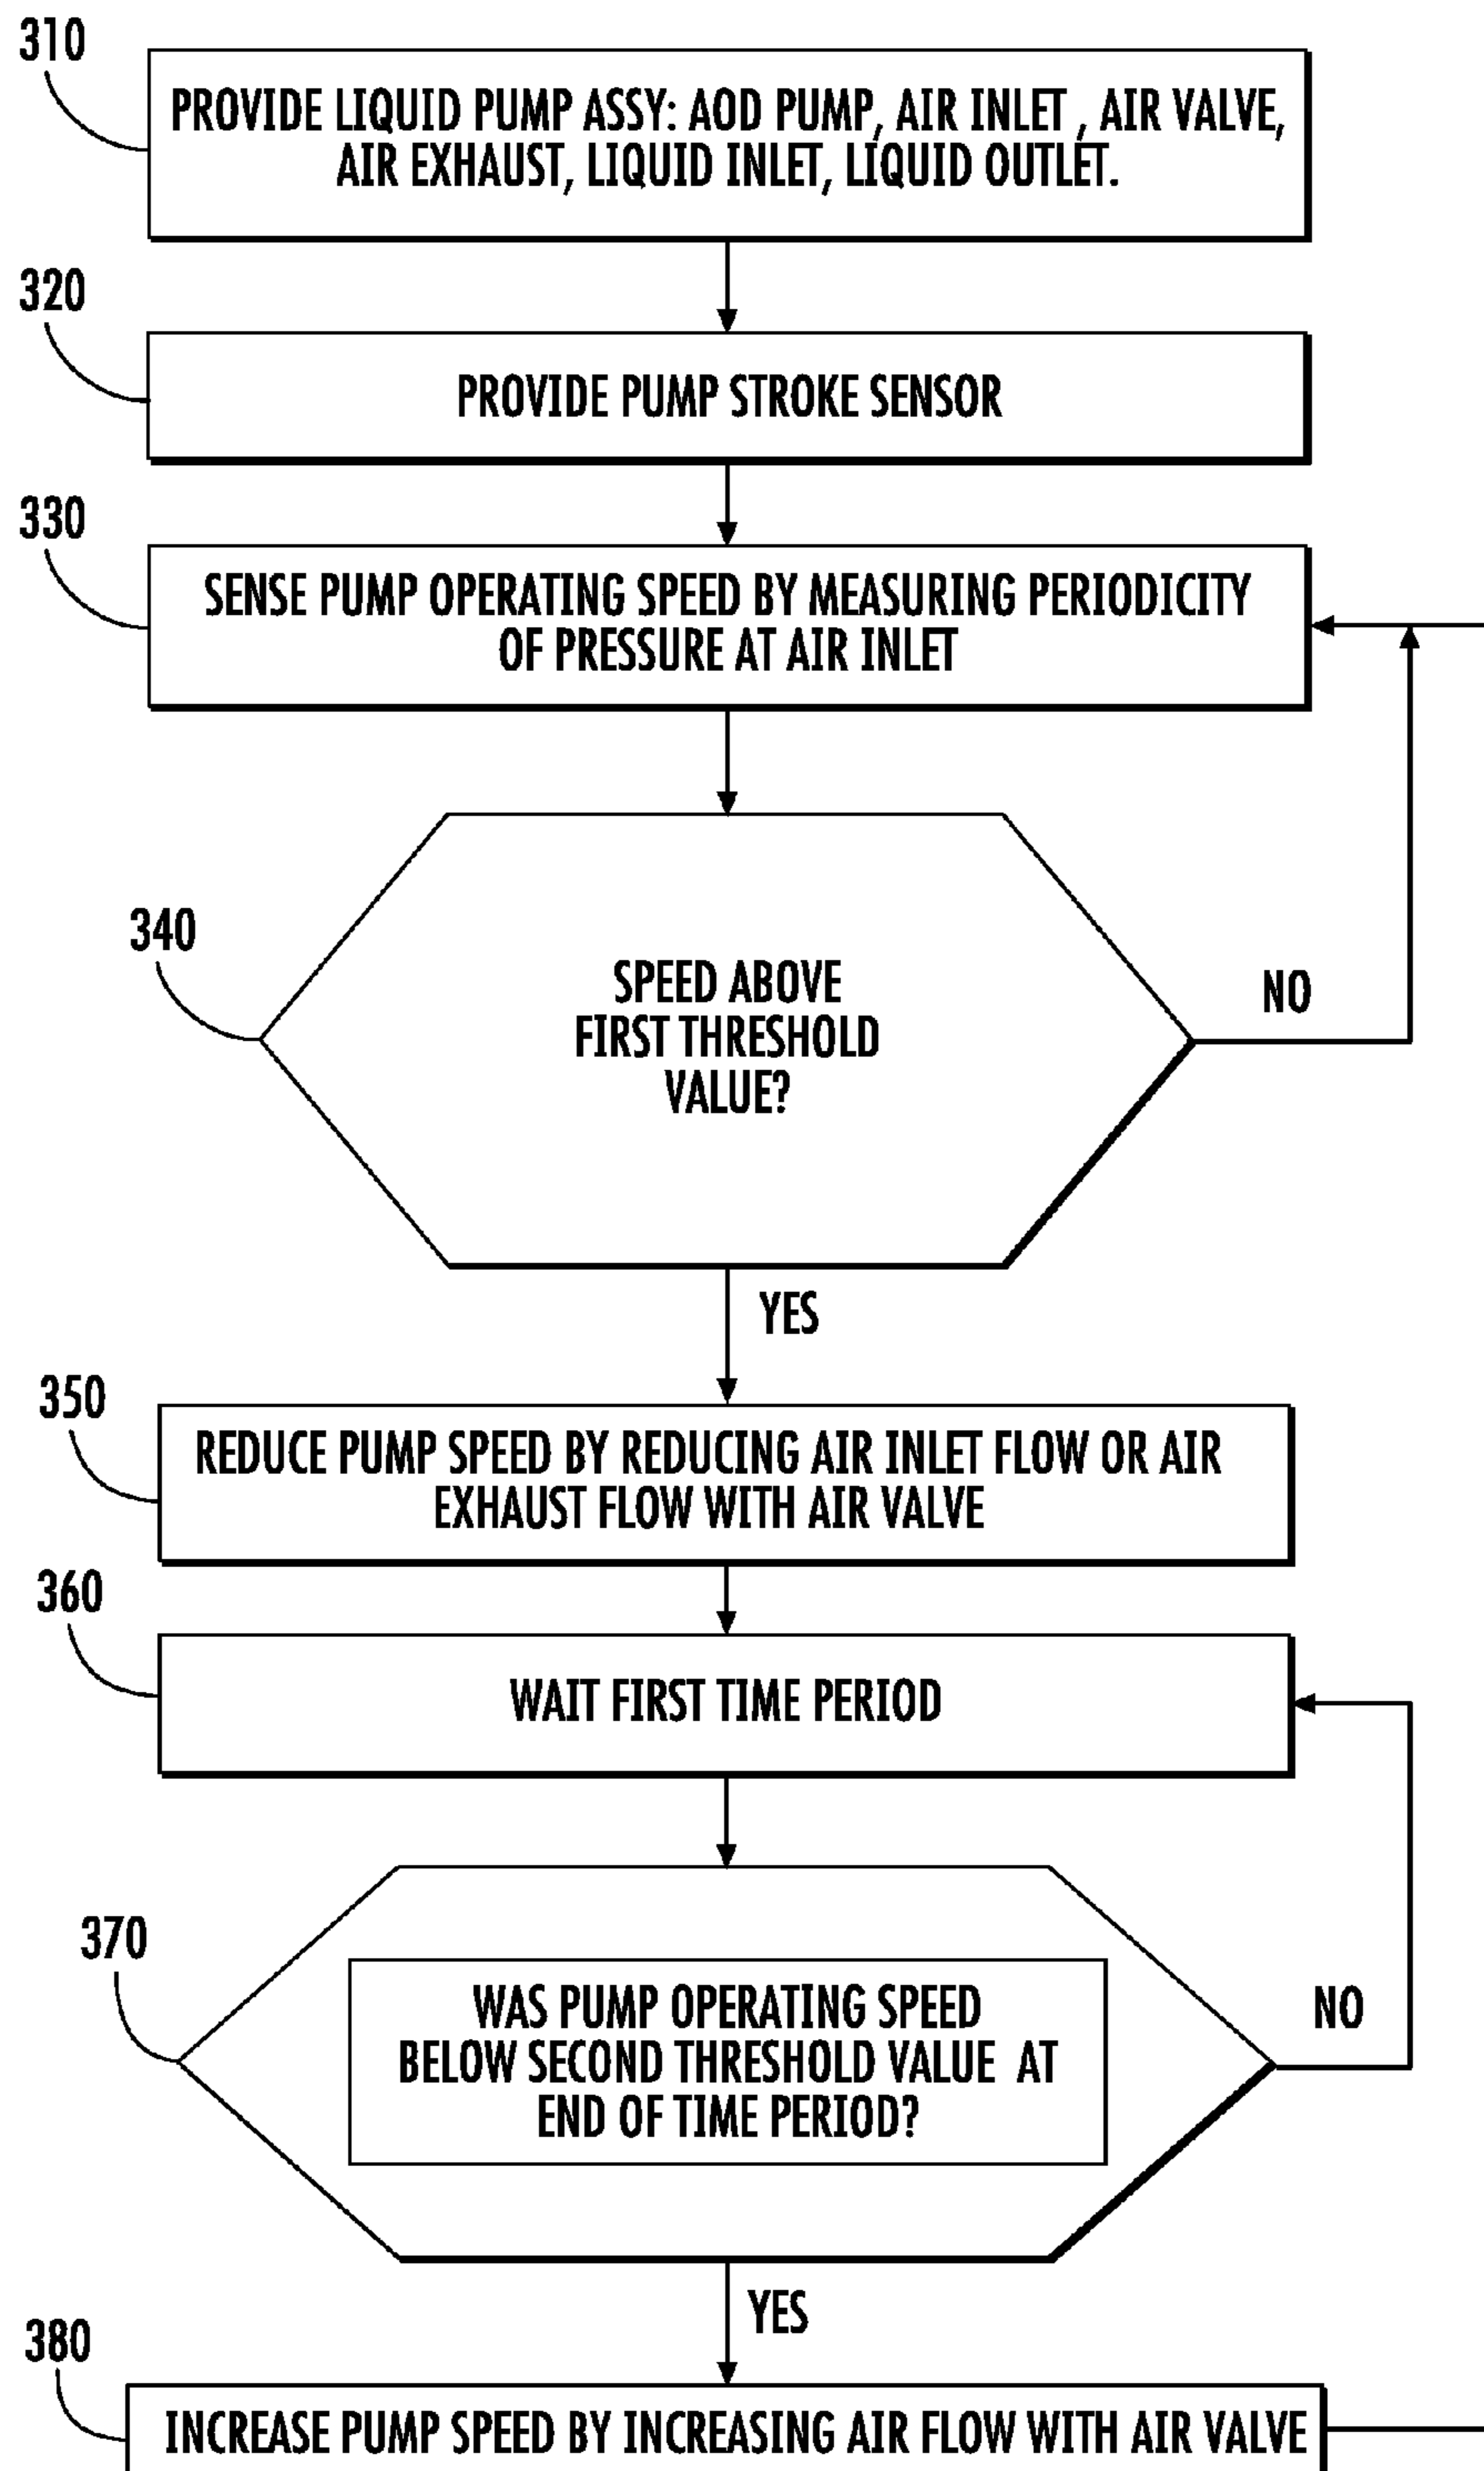 310
PROVIDE LIQUID PUMP ASSY: AOD PUMP, AIR INLET , AIR VALVE,
AIR EXHAUST, LIQUID INLET, LIQUID OUTLET.
320
PROVIDE PUMP STROKE SENSOR
330
SENSE PUMP OPERATING SPEED BY MEASURING PERIODICITY
OF PRESSURE AT AIR INLET
340
SPEED ABOVE
FIRST THRESHOLD
VALUE?
NO
YES
350
REDUCE PUMP SPEED BY REDUCING AIR INLET FLOW OR AIR
EXHAUST FLOW WITH AIR VALVE
360
WAIT FIRST TIME PERIOD
370
WAS PUMP OPERATING SPEED
BELOW SECOND THRESHOLD VALUE AT
END OF TIME PERIOD?
NO
YES
380
INCREASE PUMP SPEED BY INCREASING AIR FLOW WITH AIR VALVE